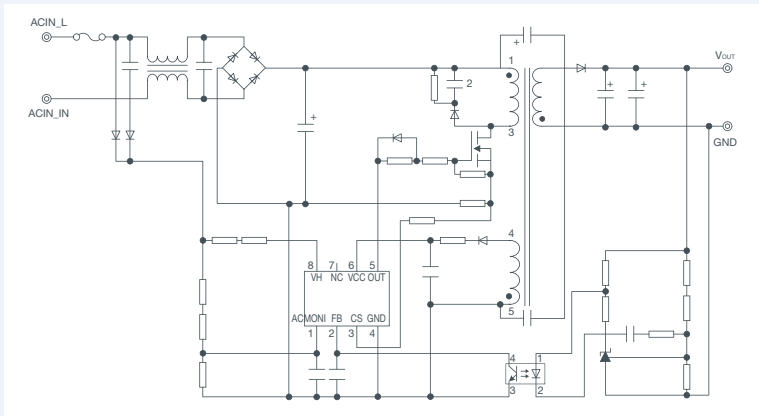 ACIN_L
ACIN_IN
+
1
2
3
+
+
+
VOUT
GND
4
5
8
7
6
5
VH
NC
VCC
OUT
ACMONI
FB
CS
GND
1
2
3
4
4
1
3
2